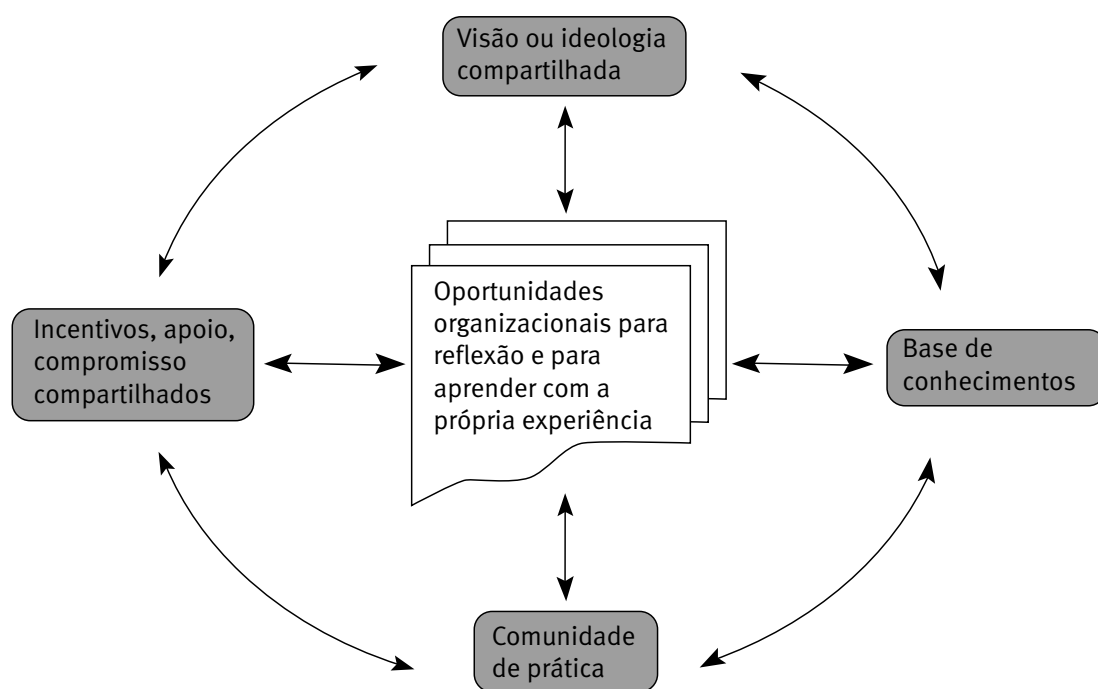 Visão ou ideologia
compartilhada
Incentivos, apoio,
compromisso
compartilhados
Oportunidades
organizacionais para
reflexão e para
aprender com a
própria experiência
Base de
conhecimentos
Comunidade
de prática